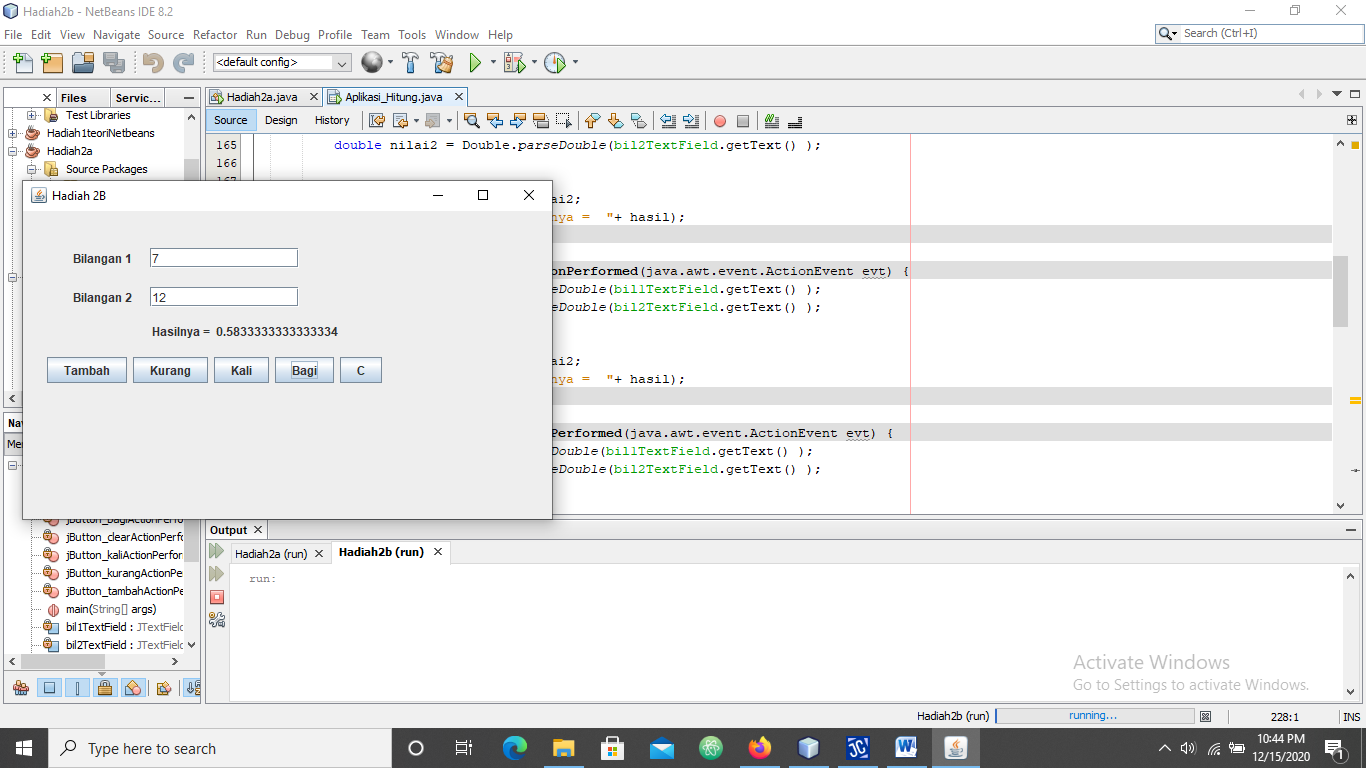 Hadiah2b - NetBeans IDE 8.2
File Edit View Navigate Source Refactor Run Debug Profile Team Tools Window Help
Search (Ctrl+I)
<default config>
Files Servic...
Hadiah2a.java Aplikasi_Hitung.java
Test Libraries
Source Design History
Hadiah1teoriNetbeans
Hadiah2a
165 double nilai2 = Double.parseDouble(bil2TextField.getText() );
166
Source Packages
Hadiah 2B
ai2;
nya = "+ hasil);
Bilangan 1 7
Bilangan 2 12
Hasilnya = 0.5833333333333334
Tambah Kurang Kali Bagi C
onPerformed(java.awt.event.ActionEvent evt) {
eDouble(bil1TextField.getText() );
eDouble(bil2TextField.getText() );
ai2;
nya = "+ hasil);
Performed(java.awt.event.ActionEvent evt) {
Double(bil1TextField.getText() );
eDouble(bil2TextField.getText() );
jButton_clearActionPerfo
jButton_kaliActionPerfor
jButton_kurangActionPe
jButton_tambahActionPe
main(String[] args)
bil1TextField : JTextField
bil2TextField : JTextField
Output
Hadiah2a (run) Hadiah2b (run)
run:
Activate Windows
Go to Settings to activate Windows.
Hadiah2b (run) running... 228:1 INS
Type here to search
10:44 PM
12/15/2020
1